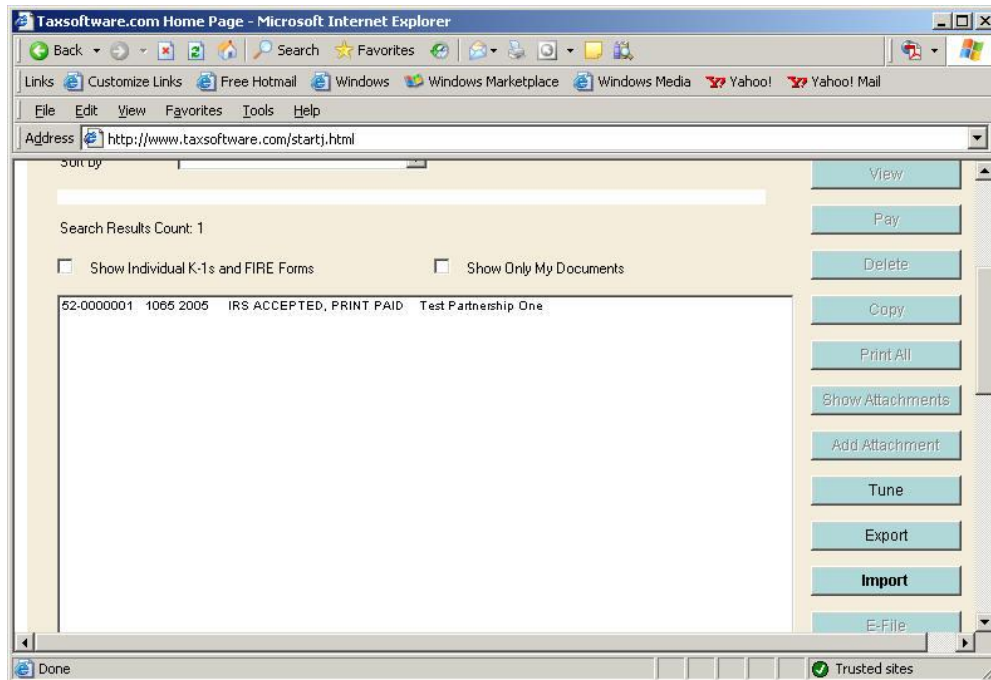 Taxsoftware.com Home Page - Microsoft Internet Explorer
Back Search Favorites
Links Customize Links Free Hotmail Windows Windows Marketplace Windows Media Yahoo! Yahoo! Mail
File Edit View Favorites Tools Help
Address http://www.taxsoftware.com/startj.html
Sort by
View
Search Results Count: 1
Pay
Show Individual K-1s and FIRE Forms Show Only My Documents
Delete
52-0000001 1065 2005 IRS ACCEPTED, PRINT PAID Test Partnership One
Copy
Print All
Show Attachments
Add Attachment
Tune
Export
Import
E-File
Done Trusted sites